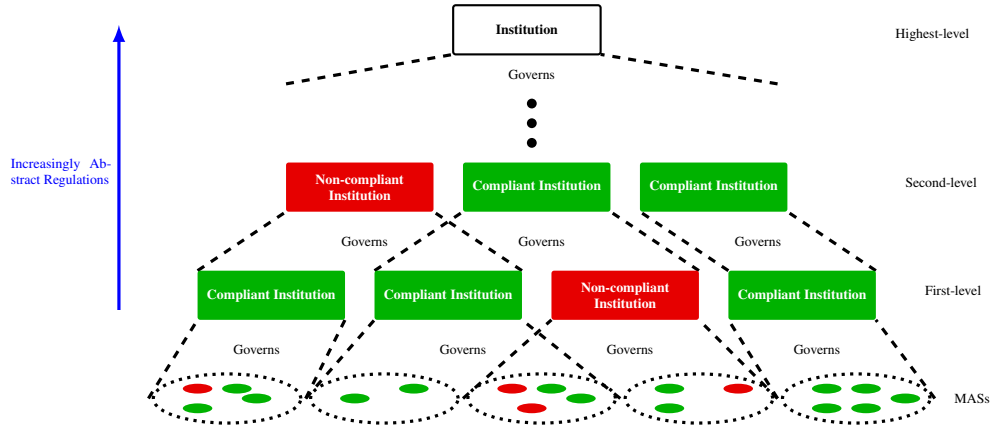 Institution
Highest-level
Governs
Increasingly Ab-
stract Regulations
Non-compliant
Institution
Compliant Institution
Compliant Institution
Second-level
Governs
Governs
Governs
Compliant Institution
Compliant Institution
Non-compliant
Institution
Compliant Institution
First-level
Governs
Governs
Governs
Governs
MASs